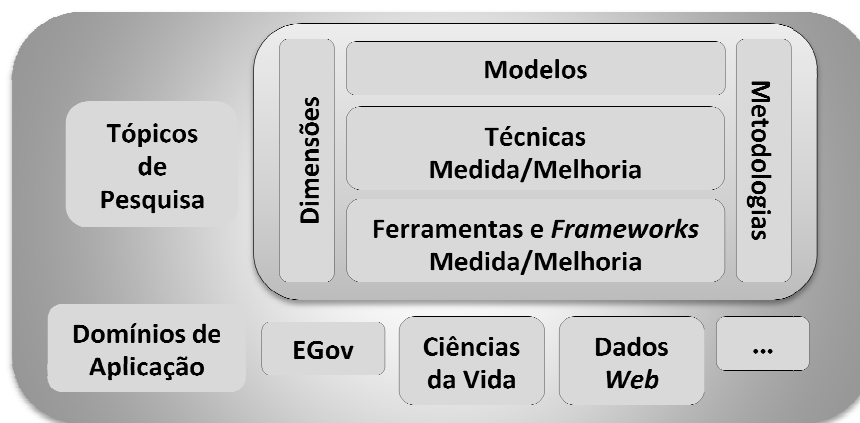 Tópicos
de
Pesquisa
Dimensões
Modelos
Técnicas
Medida/Melhoria
Ferramentas e Frameworks
Medida/Melhoria
Metodologias
Domínios de
Aplicação
EGov
Ciências
da Vida
Dados
Web
...